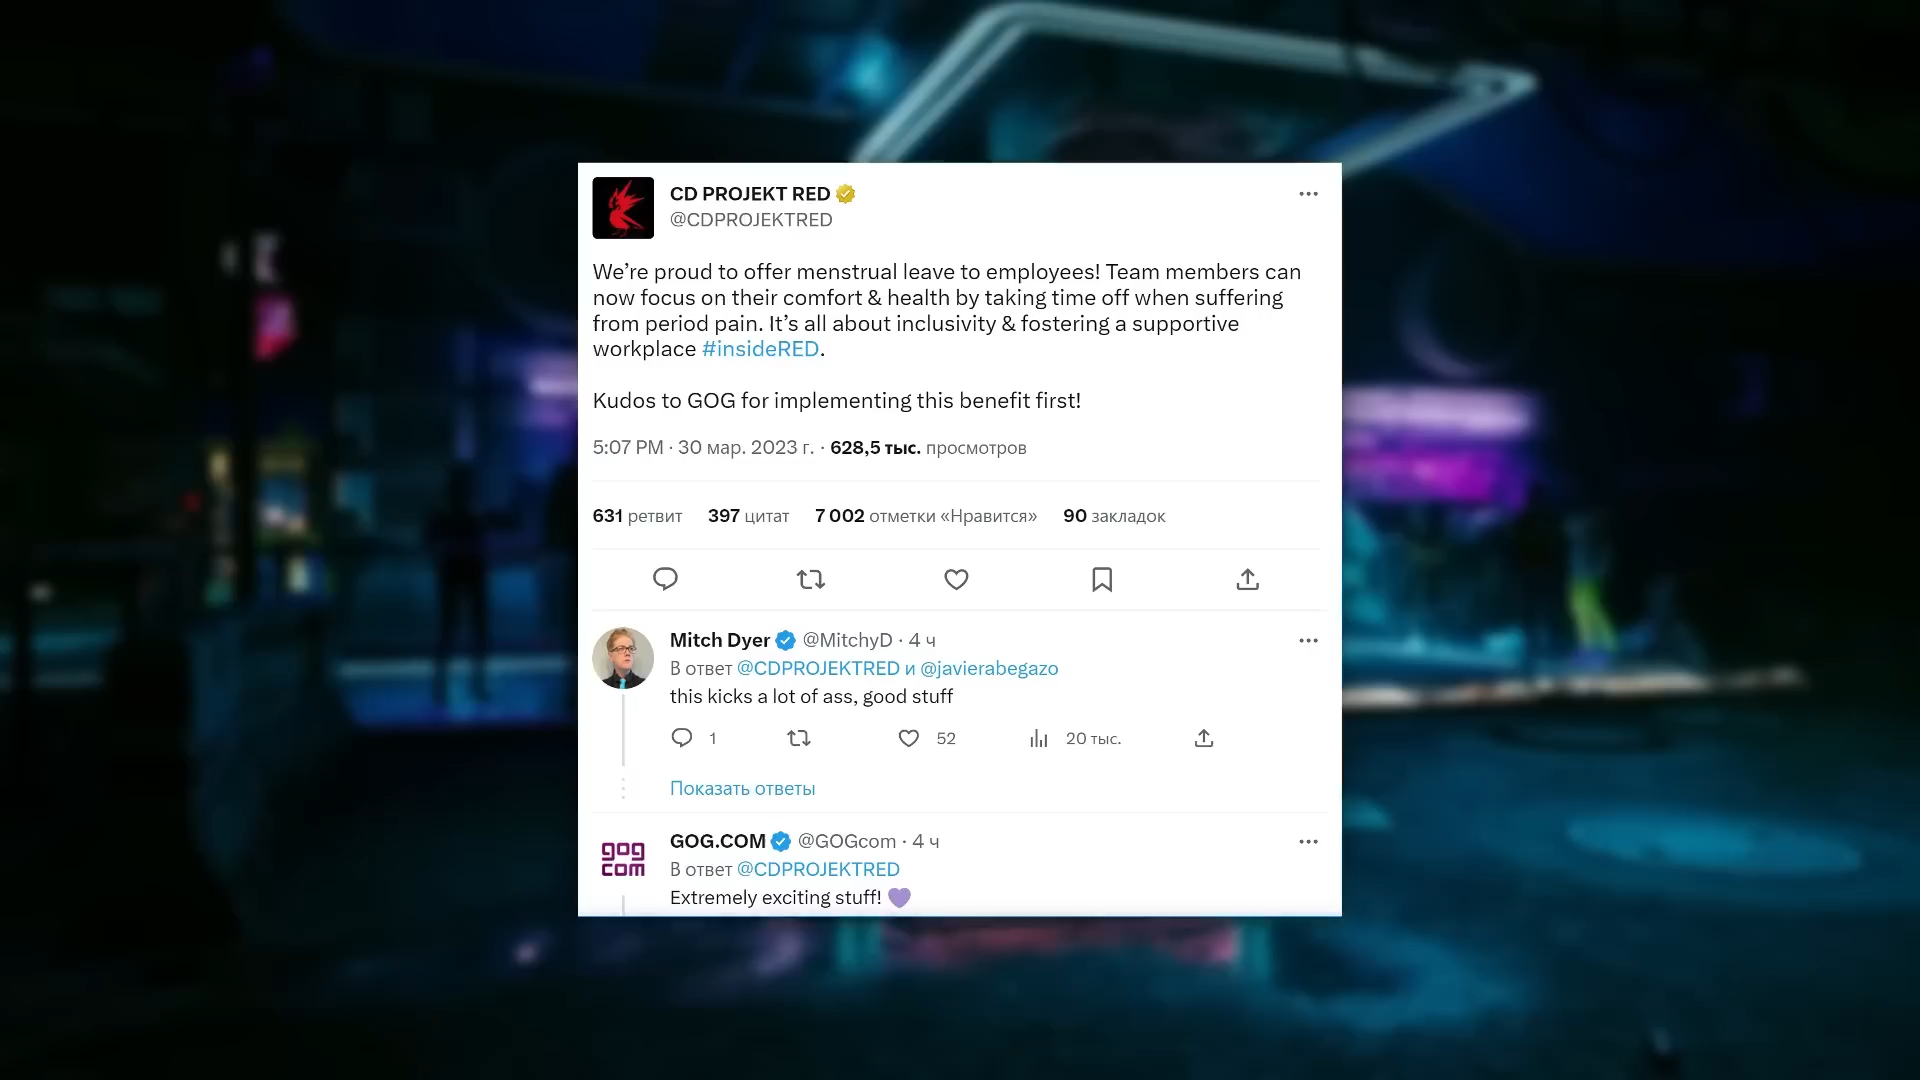 CD PROJEKT RED
@CDPROJEKTRED
We’re proud to offer menstrual leave to employees! Team members can
now focus on their comfort & health by taking time off when suffering
from period pain. It’s all about inclusivity & fostering a supportive
workplace #insideRED.
Kudos to GOG for implementing this benefit first!
5:07 PM · 30 мар. 2023 г. · 628,5 тыс. просмотров
631 ретвит 397 цитат 7 002 отметки «Нравится» 90 закладок
Mitch Dyer @MitchyD · 4 ч
В ответ @CDPROJEKTRED и @javierabegazo
this kicks a lot of ass, good stuff
1 52 20 тыс.
Показать ответы
gog
com
GOG.COM @GOGcom · 4 ч
В ответ @CDPROJEKTRED
Extremely exciting stuff! 💜